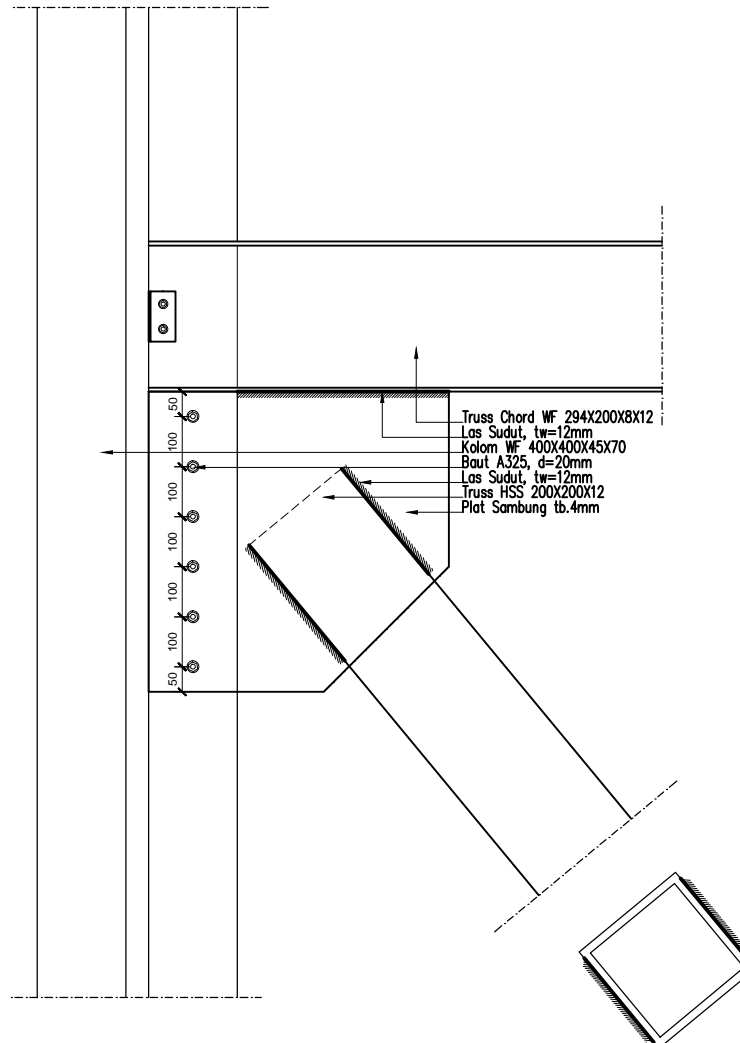 Truss Chord WF 294X200X8X12
Las Sudut, tw=12mm
Kolom WF 400X400X45X70
Baut A325, d=20mm
Las Sudut, tw=12mm
Truss HSS 200X200X12
Plat Sambung tb.4mm
50
100
100
100
100
100
50